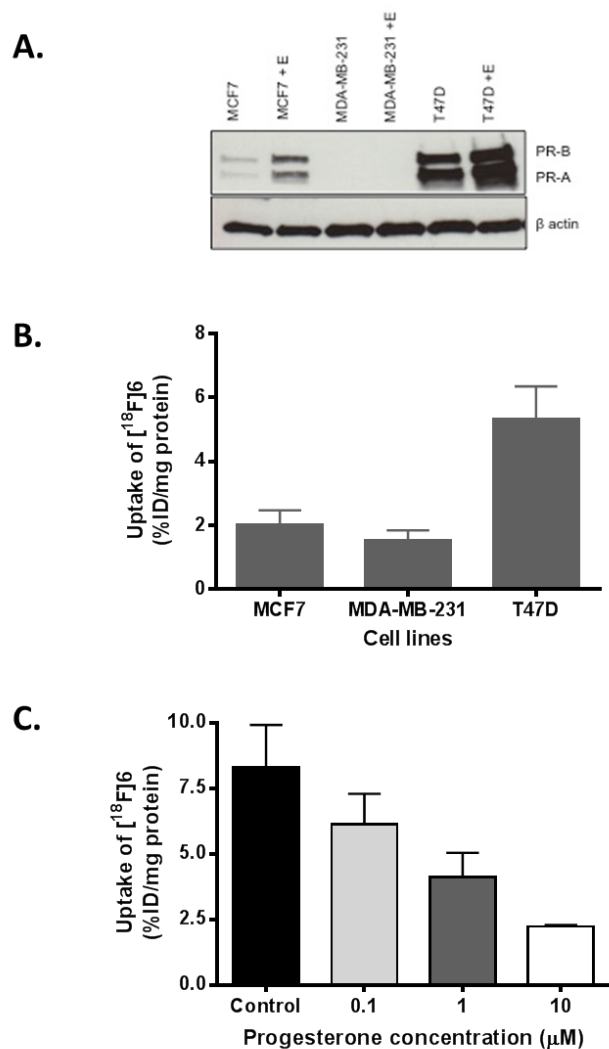 A.
MCF7
MCF7 + E
MDA-MB-231
MDA-MB-231 +E
T47D
T47D +E
PR-B
PR-A
β actin
B.
Uptake of [¹⁸F]6
(%ID/mg protein)
8
6
4
2
0
MCF7 MDA-MB-231 T47D
Cell lines
C.
Uptake of [¹⁸F]6
(%ID/mg protein)
10.0
7.5
5.0
2.5
0.0
Control 0.1 1 10
Progesterone concentration (μM)